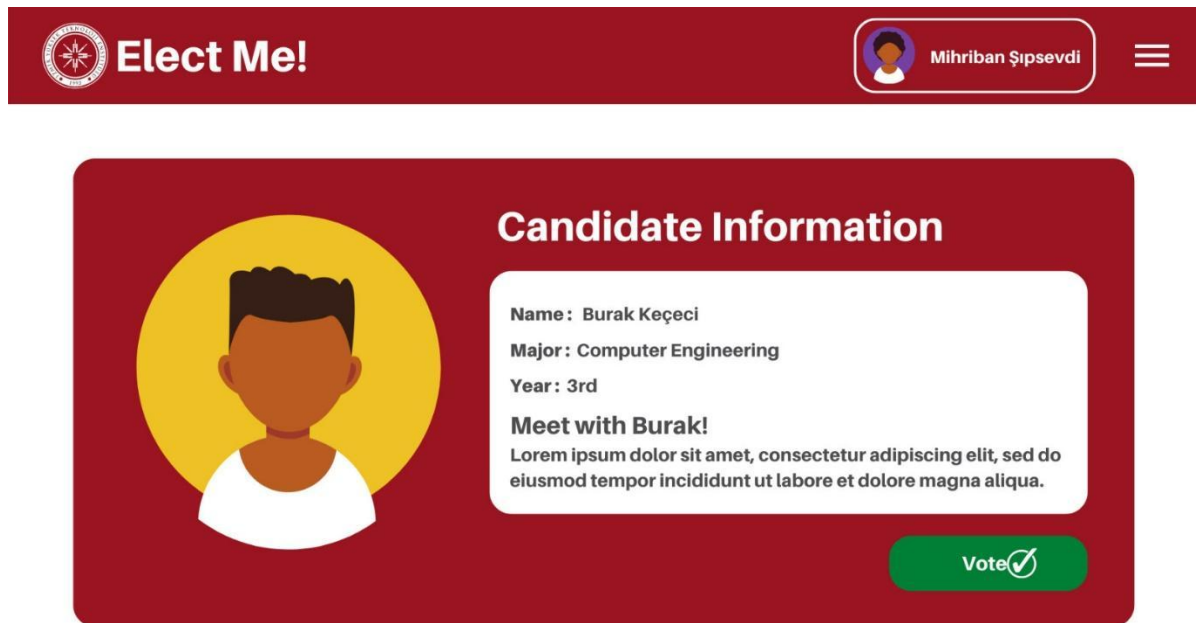 Elect Me!
Mihriban Şıpsevdi
Candidate Information
Name: Burak Keçeci
Major: Computer Engineering
Year: 3rd
Meet with Burak!
Lorem ipsum dolor sit amet, consectetur adipiscing elit, sed do
eiusmod tempor incididunt ut labore et dolore magna aliqua.
Vote